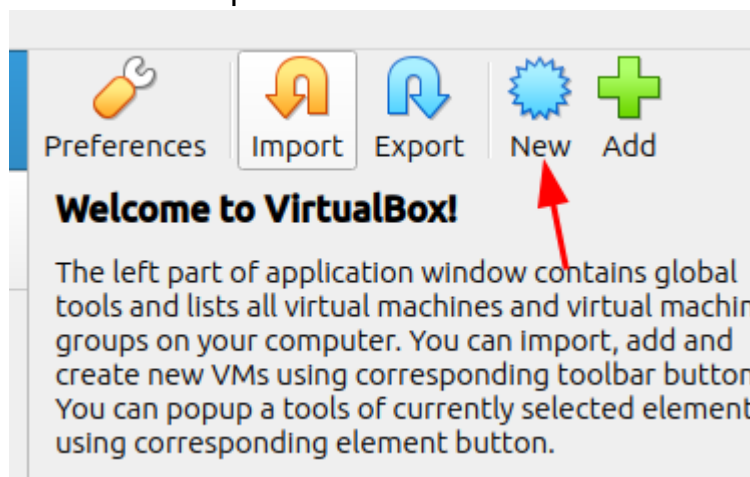 Preferences Import Export New Add
Welcome to VirtualBox!
The left part of application window contains global
tools and lists all virtual machines and virtual machin
groups on your computer. You can import, add and
create new VMs using corresponding toolbar button
You can popup a tools of currently selected element
using corresponding element button.